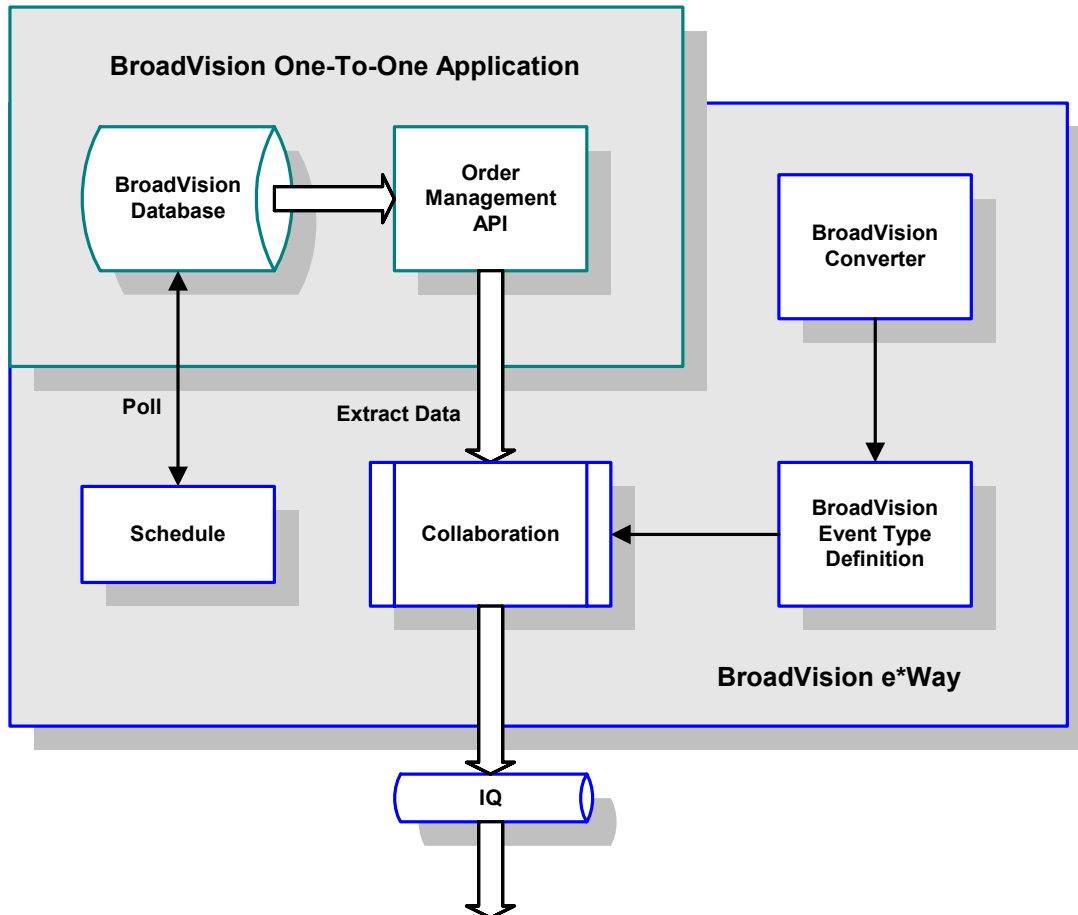 BroadVision One-To-One Application
BroadVision
Database
Order
Management
API
BroadVision
Converter
Poll
Extract Data
Schedule
Collaboration
BroadVision
Event Type
Definition
BroadVision e*Way
IQ